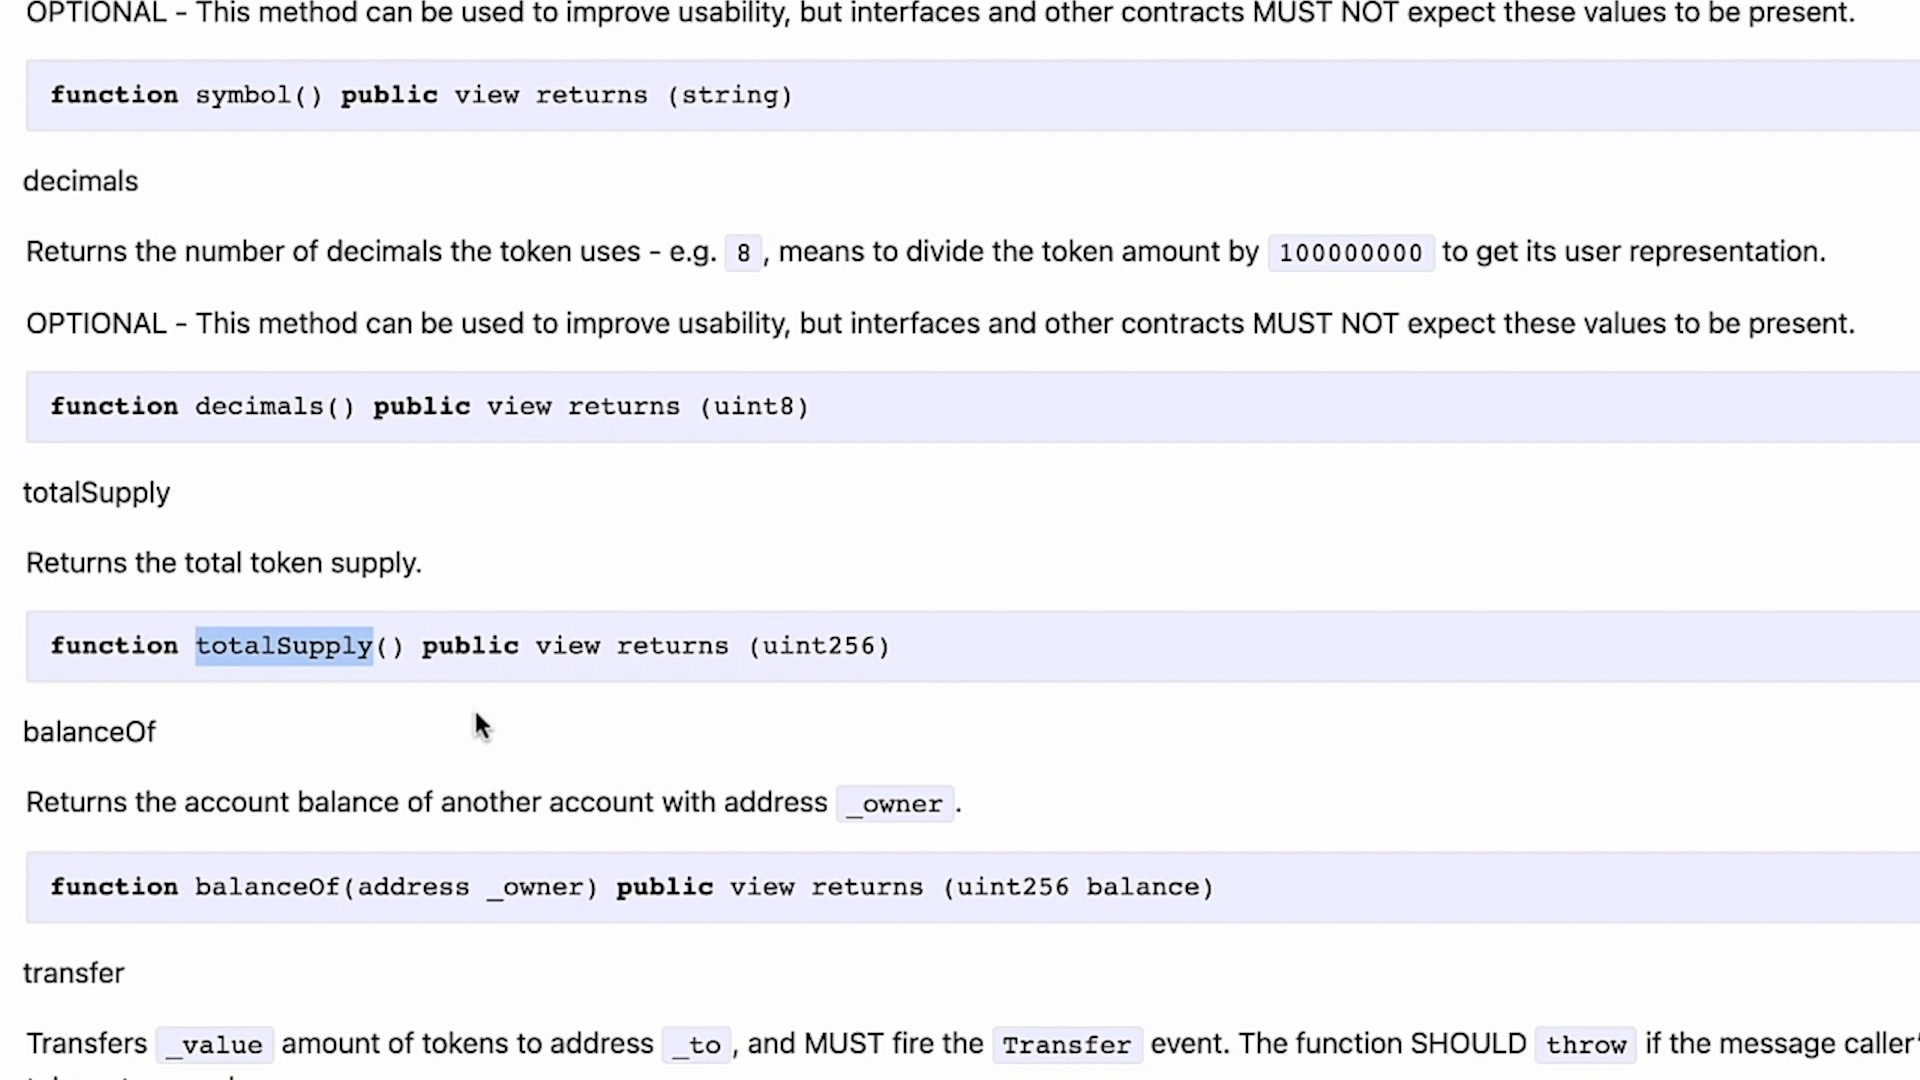 OPTIONAL - This method can be used to improve usability, but interfaces and other contracts MUST NOT expect these values to be present.
function symbol() public view returns (string)
decimals
Returns the number of decimals the token uses - e.g. 8, means to divide the token amount by 100000000 to get its user representation.
OPTIONAL - This method can be used to improve usability, but interfaces and other contracts MUST NOT expect these values to be present.
function decimals() public view returns (uint8)
totalSupply
Returns the total token supply.
function totalSupply() public view returns (uint256)
balanceOf
Returns the account balance of another account with address _owner.
function balanceOf(address _owner) public view returns (uint256 balance)
transfer
Transfers _value amount of tokens to address _to, and MUST fire the Transfer event. The function SHOULD throw if the message caller'